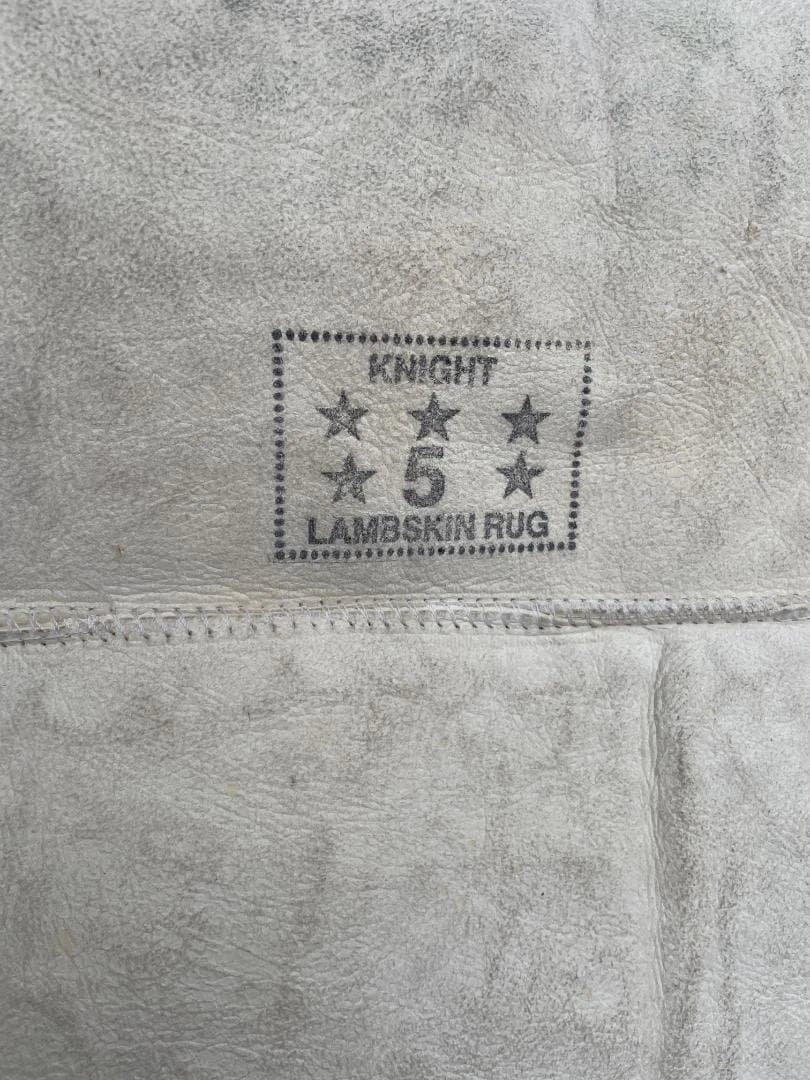 KNIGHT
★ ★ ★
★ 5 ★
LAMBSKIN RUG